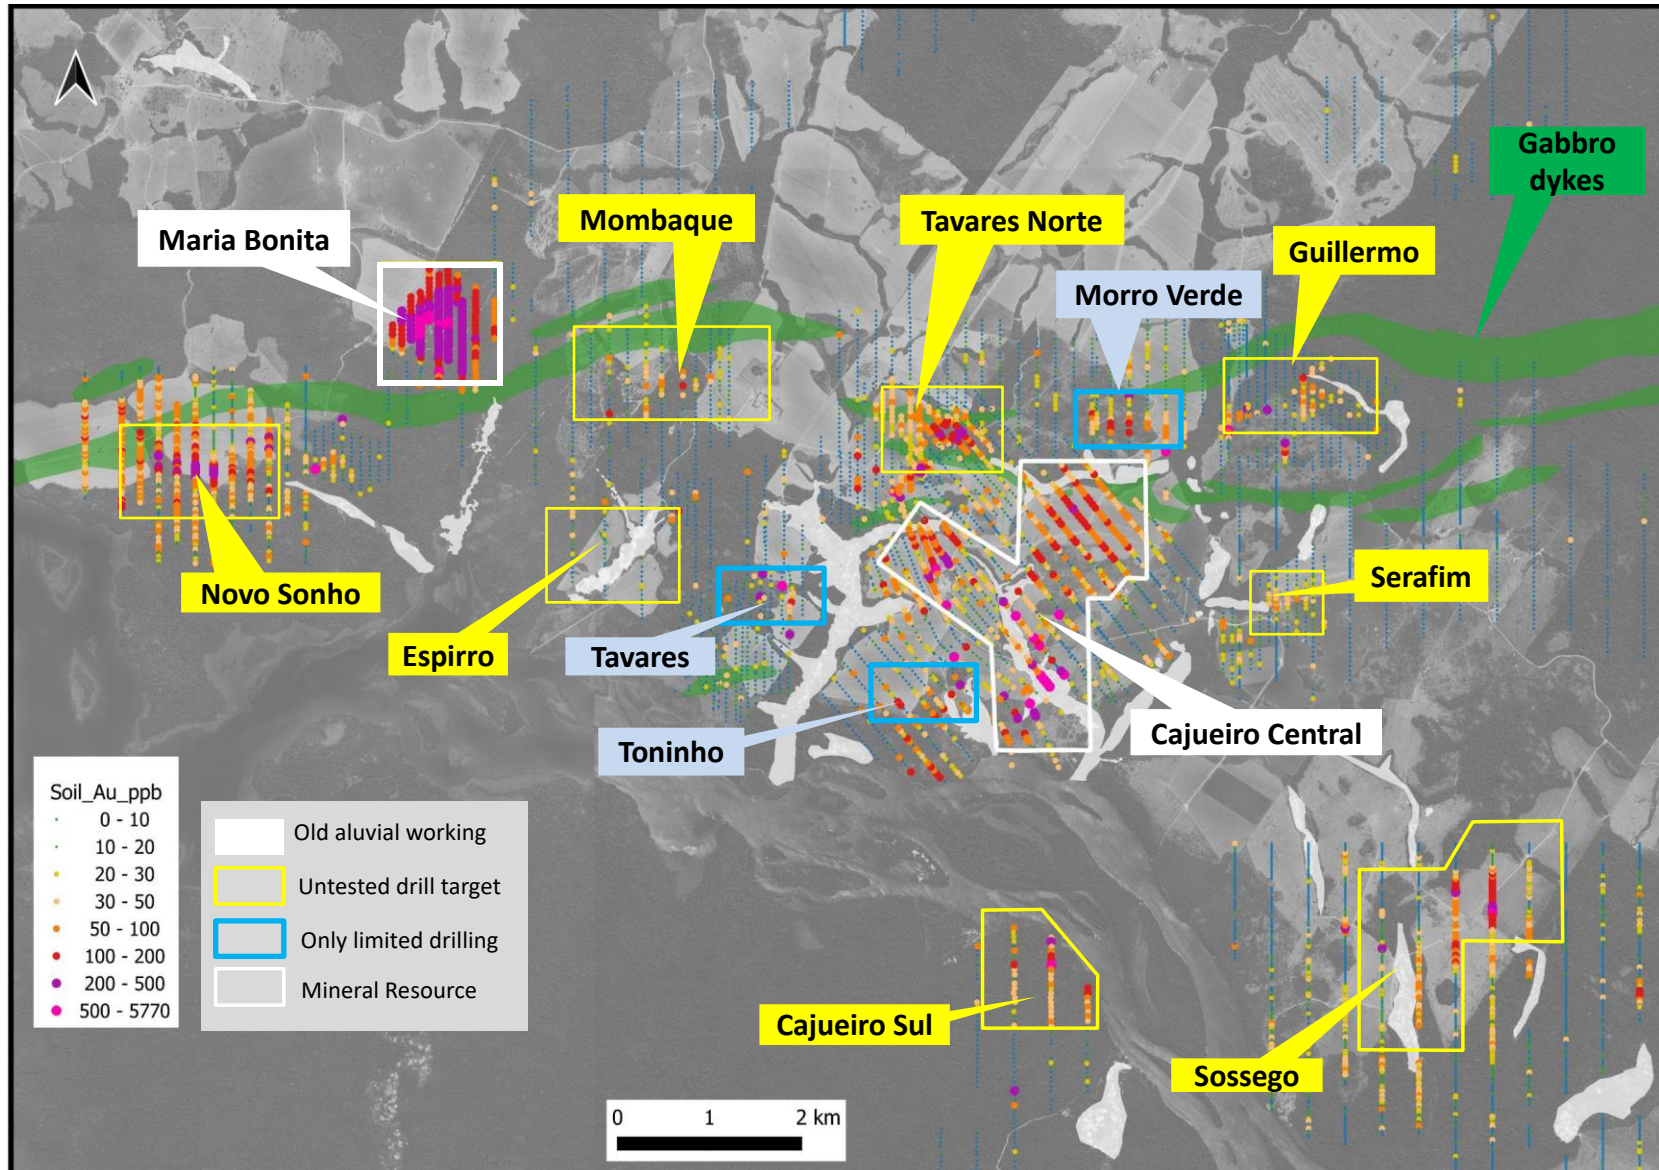 Gabbro
dykes
Mombaque
Tavares Norte
Maria Bonita
Guillermo
Morro Verde
Novo Sonho
Serafim
Espirro
Tavares
Cajueiro Central
Toninho
Soil_Au_ppb
0 - 10
10 - 20
20 - 30
30 - 50
50 - 100
100 - 200
200 - 500
500 - 5770
Old aluvial working
Untested drill target
Only limited drilling
Mineral Resource
Cajueiro Sul
Sossego
0 1 2 km